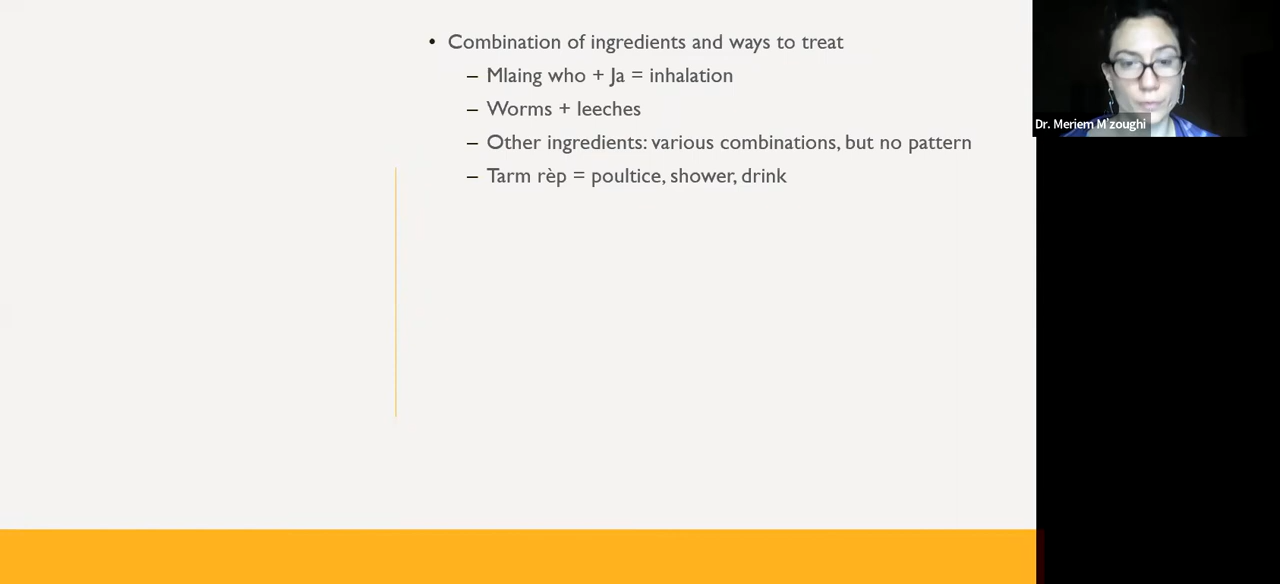 • Combination of ingredients and ways to treat
– Mlaing who + Ja = inhalation
– Worms + leeches
– Other ingredients: various combinations, but no pattern
– Tarm rèp = poultice, shower, drink
Dr. Meriem M'zoughi